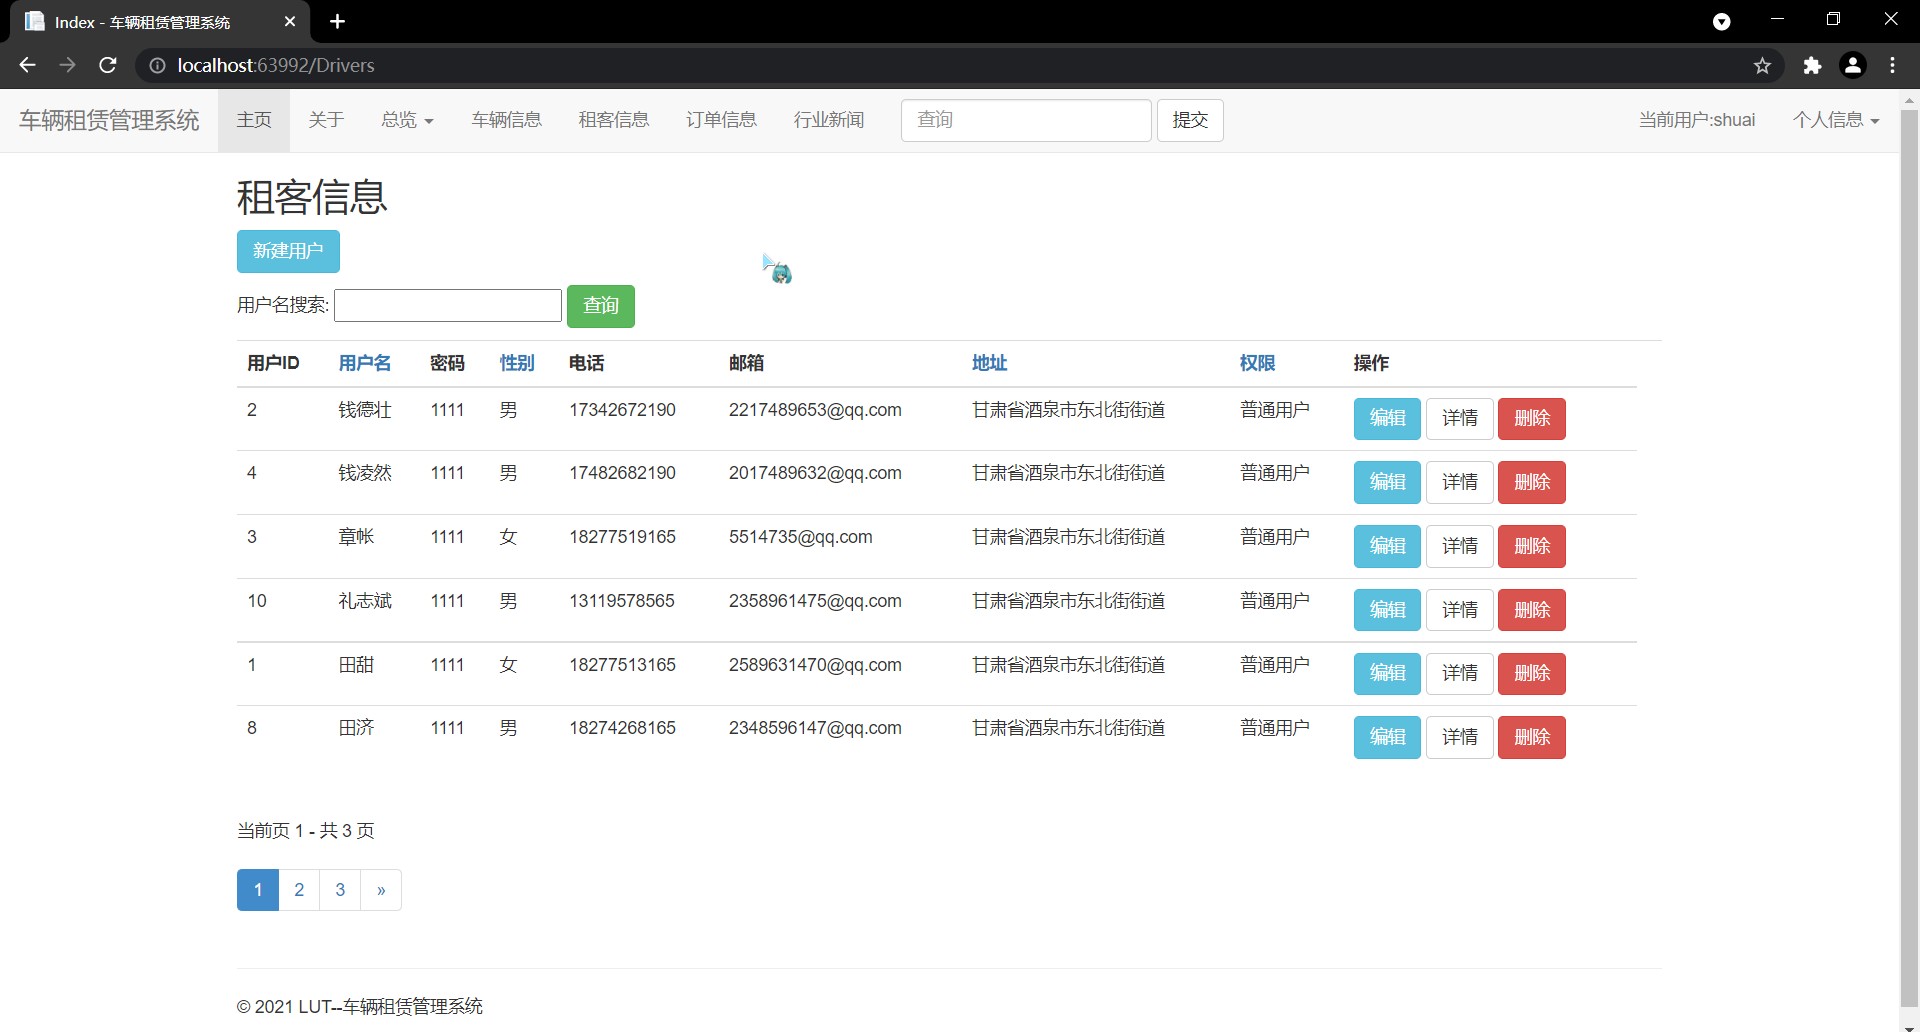 Index - 车辆租赁管理系统
localhost:63992/Drivers
车辆租赁管理系统 主页 关于 总览 车辆信息 租客信息 订单信息 行业新闻 查询 提交 当前用户:shuai 个人信息
租客信息
新建用户
用户名搜索: 查询
用户ID 用户名 密码 性别 电话 邮箱 地址 权限 操作
2 钱德壮 1111 男 17342672190 2217489653@qq.com 甘肃省酒泉市东北街街道 普通用户 编辑 详情 删除
4 钱凌然 1111 男 17482682190 2017489632@qq.com 甘肃省酒泉市东北街街道 普通用户 编辑 详情 删除
3 章帐 1111 女 18277519165 5514735@qq.com 甘肃省酒泉市东北街街道 普通用户 编辑 详情 删除
10 礼志斌 1111 男 13119578565 2358961475@qq.com 甘肃省酒泉市东北街街道 普通用户 编辑 详情 删除
1 田甜 1111 女 18277513165 2589631470@qq.com 甘肃省酒泉市东北街街道 普通用户 编辑 详情 删除
8 田济 1111 男 18274268165 2348596147@qq.com 甘肃省酒泉市东北街街道 普通用户 编辑 详情 删除
当前页 1 - 共 3 页
1 2 3 »
© 2021 LUT--车辆租赁管理系统